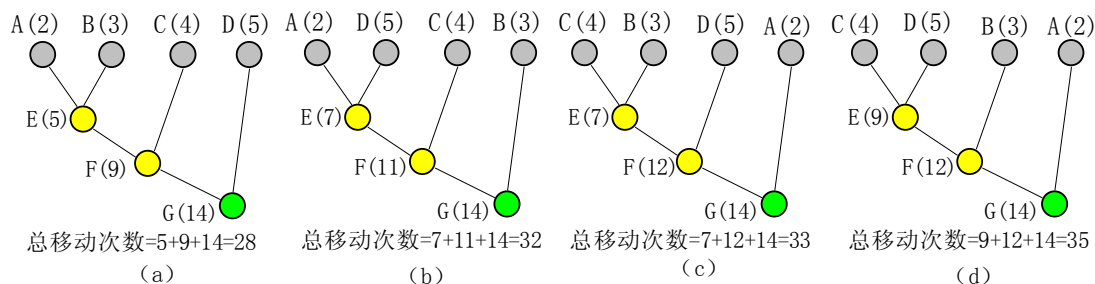 A(2) B(3) C(4) D(5)
E(5)
F(9)
G(14)
总移动次数=5+9+14=28
(a)
A(2) D(5) C(4) B(3)
E(7)
F(11)
G(14)
总移动次数=7+11+14=32
(b)
C(4) B(3) D(5) A(2)
E(7)
F(12)
G(14)
总移动次数=7+12+14=33
(c)
C(4) D(5) B(3) A(2)
E(9)
F(12)
G(14)
总移动次数=9+12+14=35
(d)